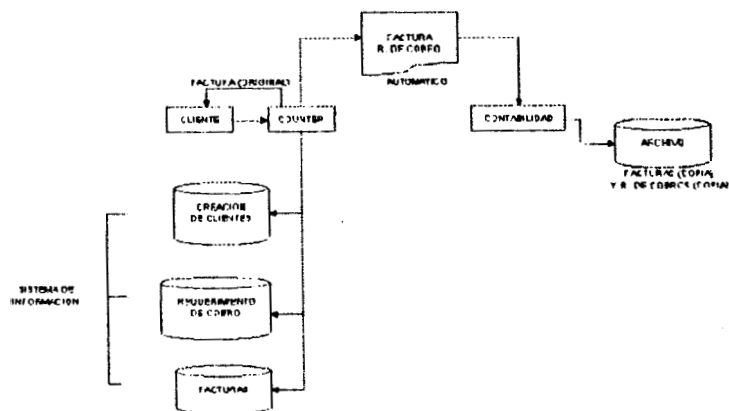 FACTURA
R. DE COBRO
AUTOMATICO
FACTURA (ORIGINAL)
CLIENTE
COUNTER
CONTABILIDAD
ARCHIVO
FACTURAS (COPIA)
Y R. DE COBROS (COPIA)
CREACION
DE CLIENTES
SISTEMA DE
INFORMACION
REQUERIMIENTO
DE COBRO
FACTURAS